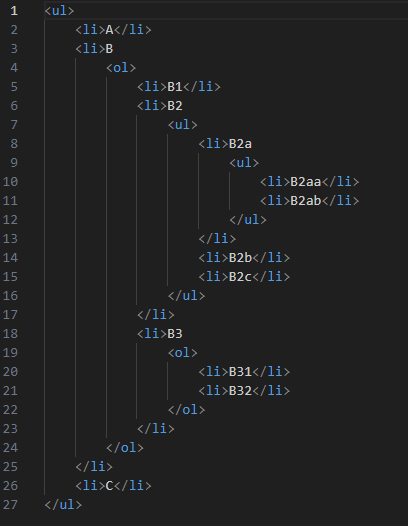 1 <ul>
2     <li>A</li>
3     <li>B
4         <ol>
5             <li>B1</li>
6             <li>B2
7                 <ul>
8                     <li>B2a
9                         <ul>
10                             <li>B2aa</li>
11                             <li>B2ab</li>
12                         </ul>
13                     </li>
14                     <li>B2b</li>
15                     <li>B2c</li>
16                 </ul>
17             </li>
18             <li>B3
19                 <ol>
20                     <li>B31</li>
21                     <li>B32</li>
22                 </ol>
23             </li>
24         </ol>
25     </li>
26     <li>C</li>
27 </ul>